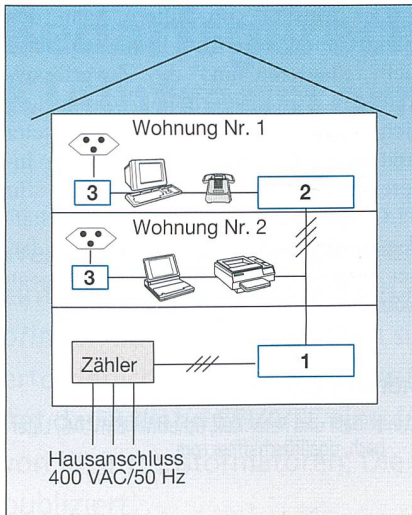 Wohnung Nr. 1
3
2
Wohnung Nr. 2
3
Zähler
1
Hausanschluss
400 VAC/50 Hz